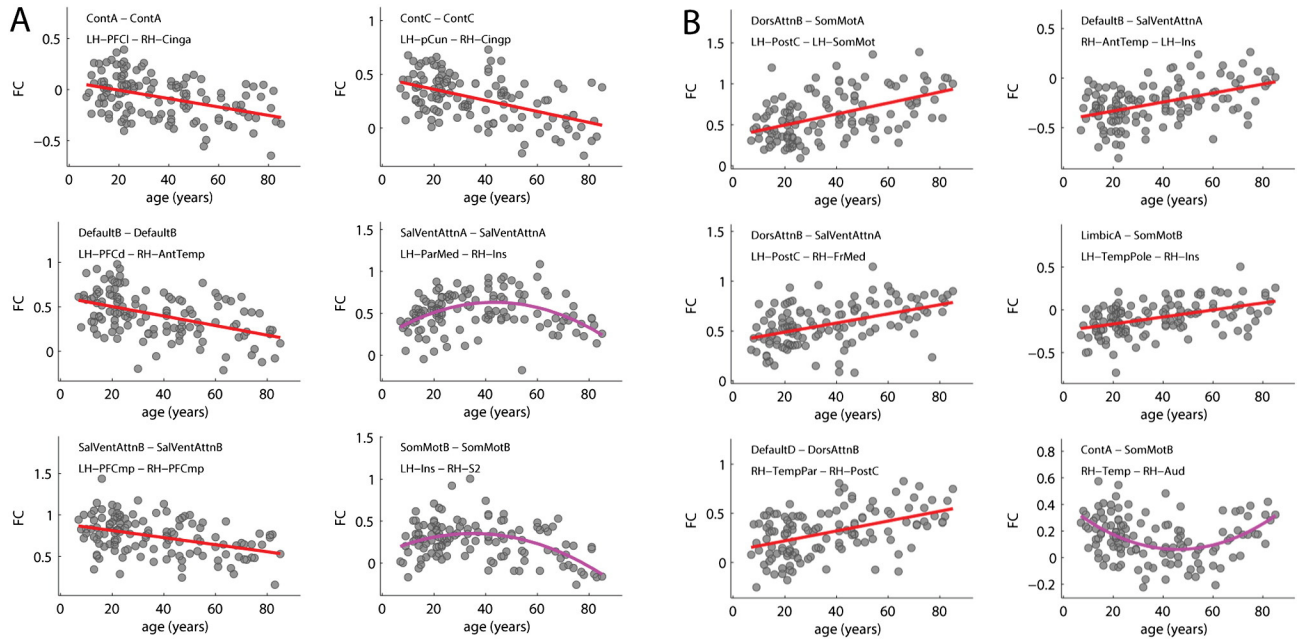 A
ContA – ContA
LH–PFCl – RH–Cinga
FC
0.5
0
−0.5
0 20 40 60 80
age (years)
ContC – ContC
LH–pCun – RH–Cingp
FC
1
0.5
0
0 20 40 60 80
age (years)
DefaultB – DefaultB
LH–PFCd – RH–AntTemp
FC
1
0.5
0
0 20 40 60 80
age (years)
SalVentAttnA – SalVentAttnA
LH–ParMed – RH–Ins
FC
1.5
1
0.5
0
0 20 40 60 80
age (years)
SalVentAttnB – SalVentAttnB
LH–PFCmp – RH–PFCmp
FC
1.5
1
0.5
0 20 40 60 80
age (years)
SomMotB – SomMotB
LH–Ins – RH–S2
FC
1.5
1
0.5
0
0 20 40 60 80
age (years)
B
DorsAttnB – SomMotA
LH–PostC – LH–SomMot
FC
1.5
1
0.5
0
0 20 40 60 80
age (years)
DefaultB – SalVentAttnA
RH–AntTemp – LH–Ins
FC
0.5
0
−0.5
0 20 40 60 80
age (years)
DorsAttnB – SalVentAttnA
LH–PostC – RH–FrMed
FC
1.5
1
0.5
0
0 20 40 60 80
age (years)
LimbicA – SomMotB
LH–TempPole – RH–Ins
FC
0.5
0
−0.5
0 20 40 60 80
age (years)
DefaultD – DorsAttnB
RH–TempPar – RH–PostC
FC
1
0.5
0
0 20 40 60 80
age (years)
ContA – SomMotB
RH–Temp – RH–Aud
FC
0.8
0.6
0.4
0.2
0
−0.2
0 20 40 60 80
age (years)